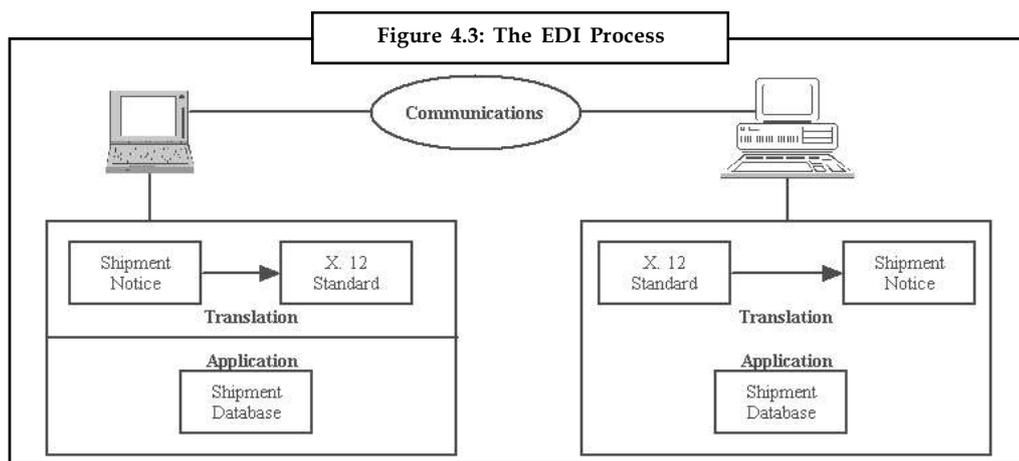 Figure 4.3: The EDI Process
Communications
Shipment
Notice
X. 12
Standard
Translation
Application
Shipment
Database
X. 12
Standard
Shipment
Notice
Translation
Application
Shipment
Database